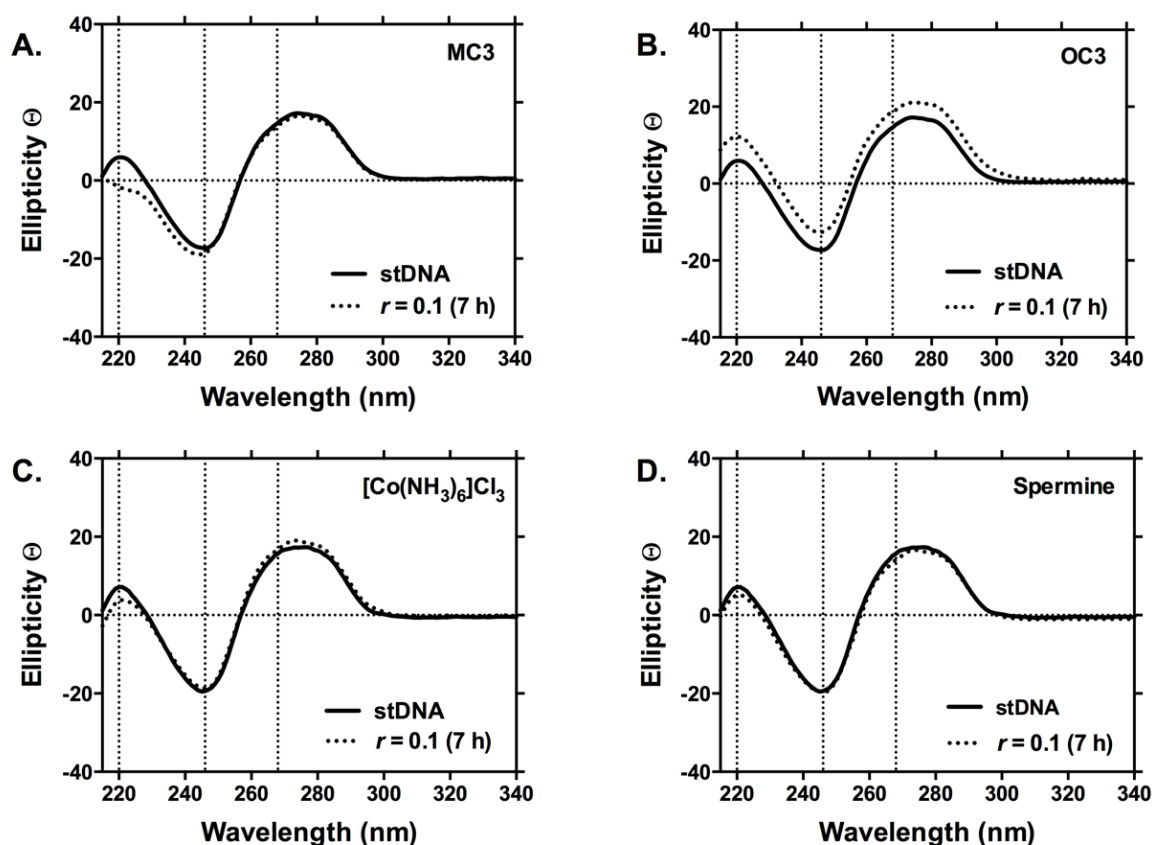 A.
MC3
40
20
0
-20
-40
Ellipticity Θ
stDNA
r = 0.1 (7 h)
220 240 260 280 300 320 340
Wavelength (nm)
B.
OC3
40
20
0
-20
-40
Ellipticity Θ
stDNA
r = 0.1 (7 h)
220 240 260 280 300 320 340
Wavelength (nm)
C.
[Co(NH₃)₆]Cl₃
40
20
0
-20
-40
Ellipticity Θ
stDNA
r = 0.1 (7 h)
220 240 260 280 300 320 340
Wavelength (nm)
D.
Spermine
40
20
0
-20
-40
Ellipticity Θ
stDNA
r = 0.1 (7 h)
220 240 260 280 300 320 340
Wavelength (nm)